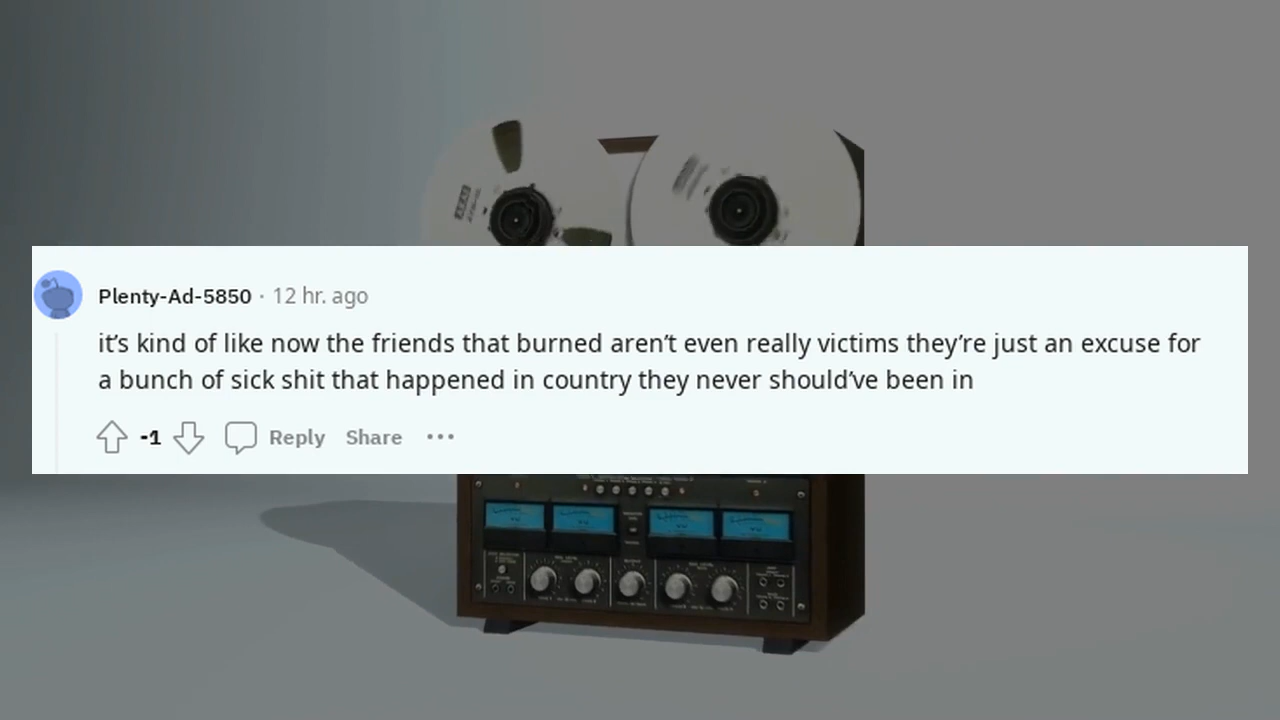 AKAI
Plenty-Ad-5850 · 12 hr. ago
it’s kind of like now the friends that burned aren’t even really victims they’re just an excuse for
a bunch of sick shit that happened in country they never should’ve been in
-1 Reply Share •••